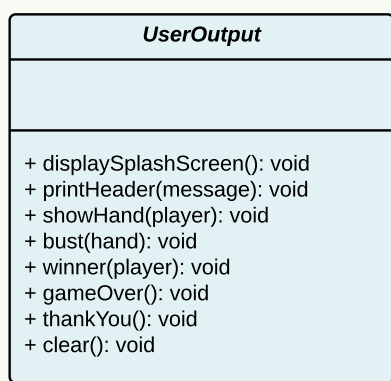 UserOutput
+ displaySplashScreen(): void
+ printHeader(message): void
+ showHand(player): void
+ bust(hand): void
+ winner(player): void
+ gameOver(): void
+ thankYou(): void
+ clear(): void